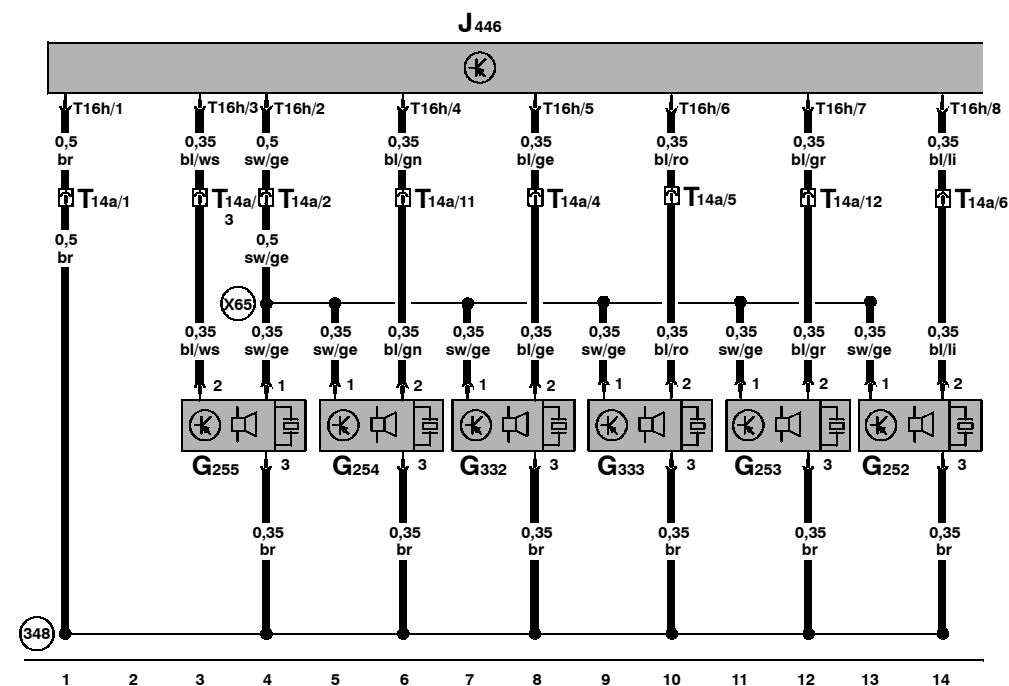 J446
T16h/1 T16h/3 T16h/2 T16h/4 T16h/5 T16h/6 T16h/7 T16h/8
0,5 0,35 0,5 0,35 0,35 0,35 0,35 0,35
br bl/ws sw/ge bl/gn bl/ge bl/ro bl/gr bl/li
T14a/1 T14a/ T14a/2 T14a/11 T14a/4 T14a/5 T14a/12 T14a/6
3
0,5 0,5
br sw/ge
X65
0,35 0,35 0,35 0,35 0,35 0,35 0,35 0,35 0,35 0,35 0,35 0,35
bl/ws sw/ge sw/ge bl/gn sw/ge bl/ge sw/ge bl/ro sw/ge bl/gr sw/ge bl/li
2 1 1 2 1 2 1 2 1 2 1 2
G255 3 G254 3 G332 3 G333 3 G253 3 G252 3
0,35 0,35 0,35 0,35 0,35 0,35
br br br br br br
348
1 2 3 4 5 6 7 8 9 10 11 12 13 14